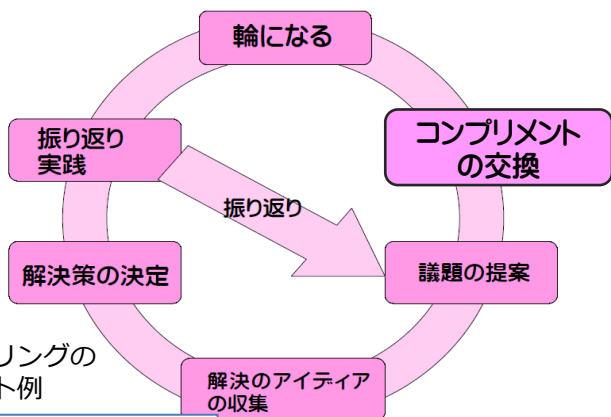 輪になる
コンプリメント
の交換
振り返り
実践
振り返り
解決策の決定
議題の提案
リングの
ト例
解決のアイディア
の収集